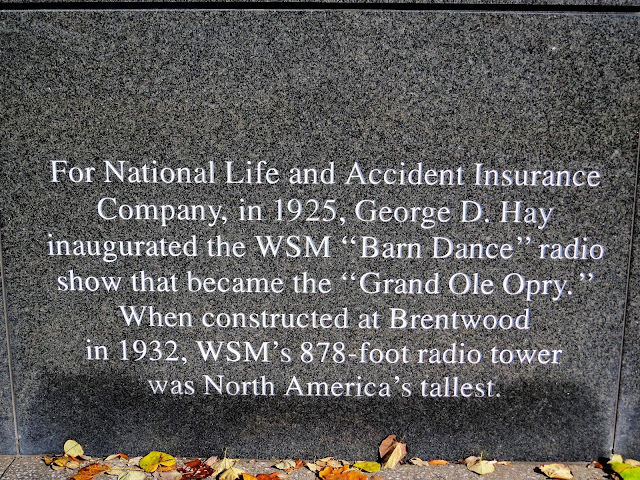 For National Life and Accident Insurance
Company, in 1925, George D. Hay
inaugurated the WSM “Barn Dance” radio
show that became the “Grand Ole Opry.”
When constructed at Brentwood
in 1932, WSM’s 878-foot radio tower
was North America’s tallest.